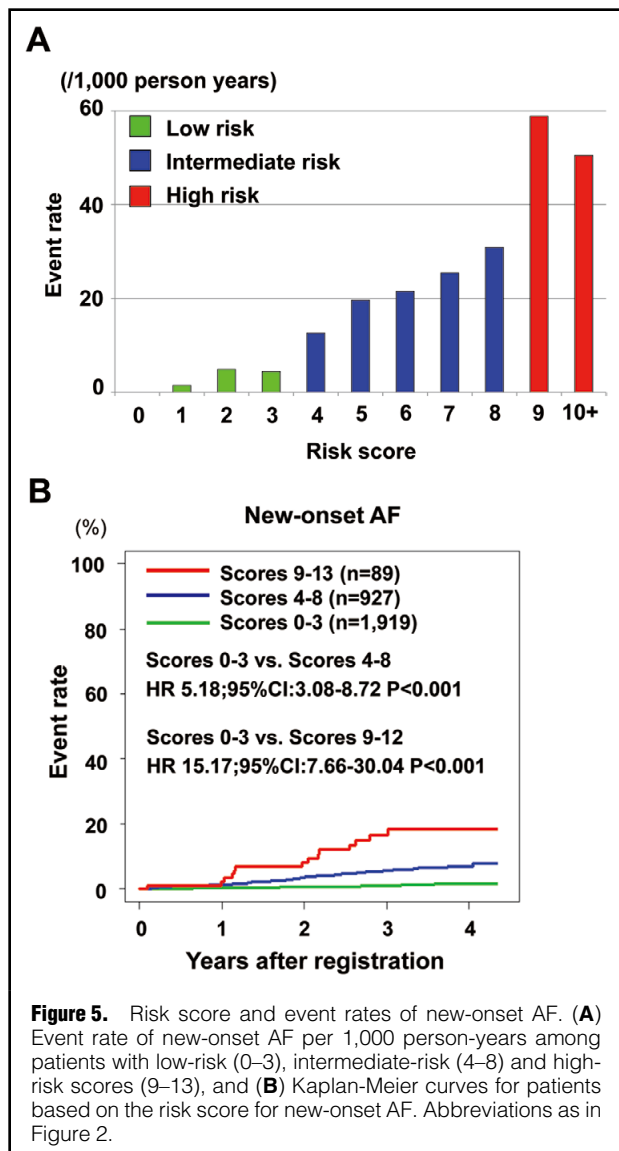 A
(/1,000 person years)
60
40
20
0
Event rate
Low risk
Intermediate risk
High risk
0 1 2 3 4 5 6 7 8 9 10+
Risk score
B
(%)
New-onset AF
100
80
60
40
20
0
Event rate
Scores 9-13 (n=89)
Scores 4-8 (n=927)
Scores 0-3 (n=1,919)
Scores 0-3 vs. Scores 4-8
HR 5.18;95%CI:3.08-8.72 P<0.001
Scores 0-3 vs. Scores 9-12
HR 15.17;95%CI:7.66-30.04 P<0.001
0 1 2 3 4
Years after registration
Figure 5. Risk score and event rates of new-onset AF. (A)
Event rate of new-onset AF per 1,000 person-years among
patients with low-risk (0–3), intermediate-risk (4–8) and high-
risk scores (9–13), and (B) Kaplan-Meier curves for patients
based on the risk score for new-onset AF. Abbreviations as in
Figure 2.